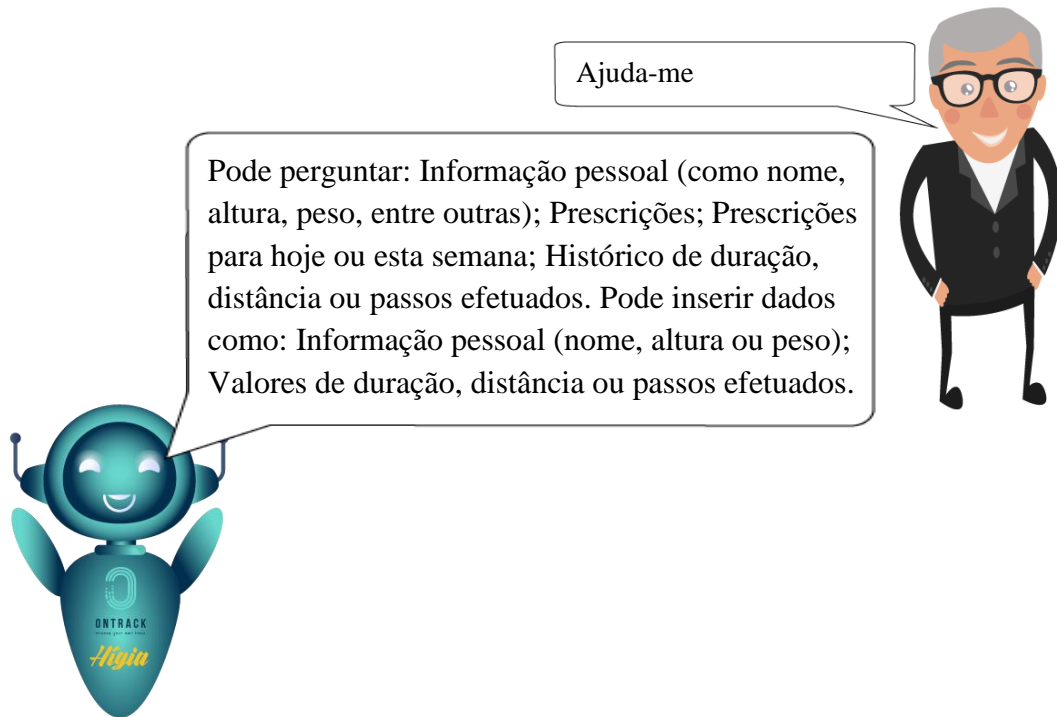 Ajuda-me
Pode perguntar: Informação pessoal (como nome,
altura, peso, entre outras); Prescrições; Prescrições
para hoje ou esta semana; Histórico de duração,
distância ou passos efetuados. Pode inserir dados
como: Informação pessoal (nome, altura ou peso);
Valores de duração, distância ou passos efetuados.
ONTRACK
Hígia